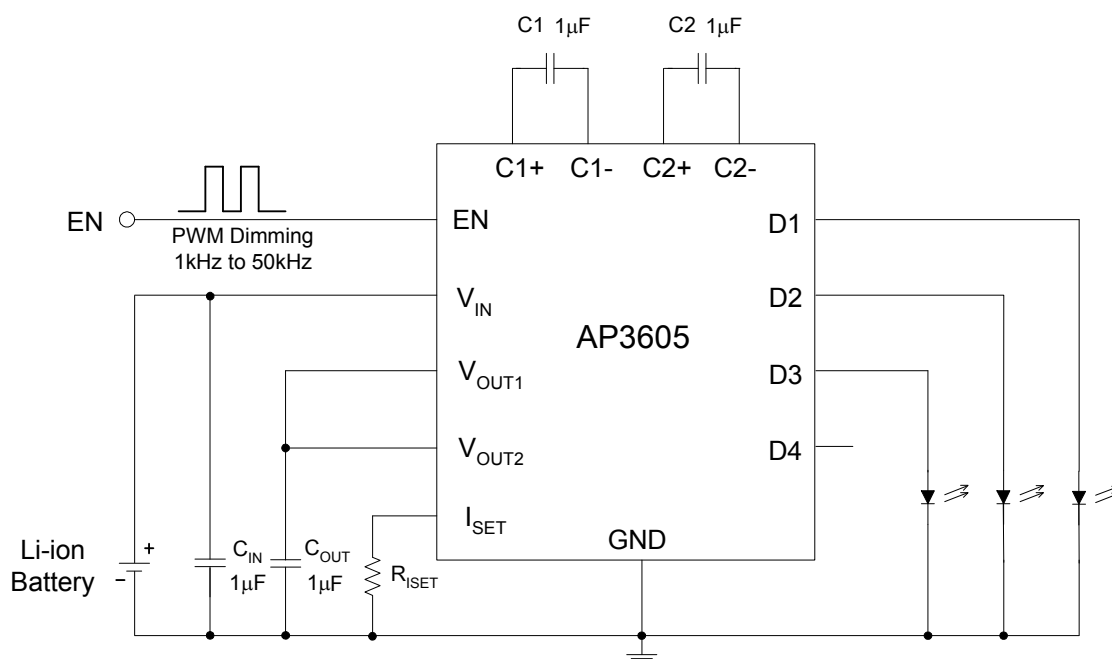 C1 1μF
C2 1μF
C1+ C1- C2+ C2-
EN
PWM Dimming
1kHz to 50kHz
EN
D1
VIN
D2
AP3605
VOUT1
D3
VOUT2
D4
ISET
GND
Li-ion
Battery
+
−
CIN
1μF
COUT
1μF
RISET